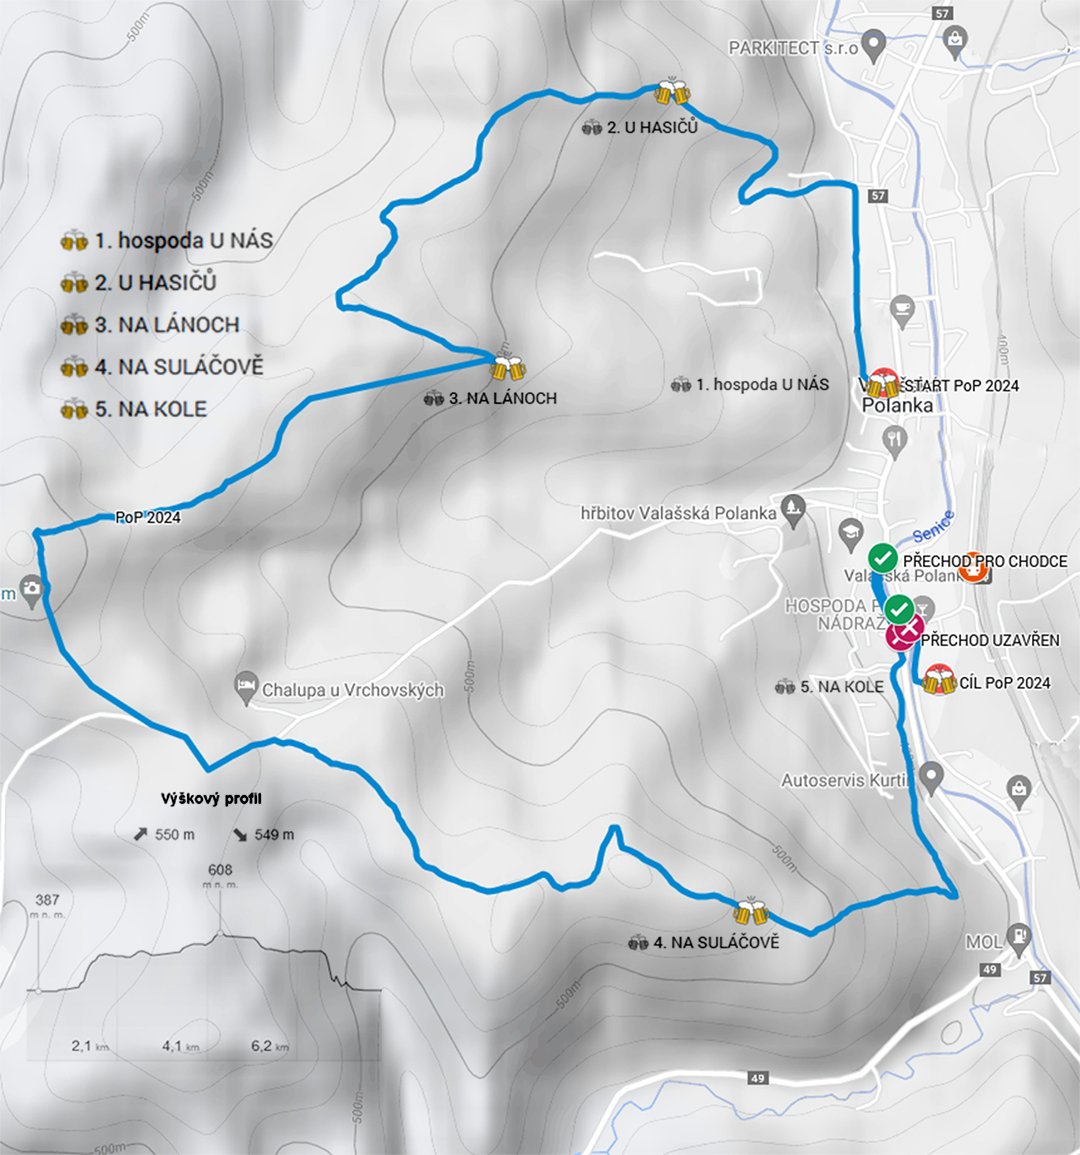 500m
57
PARKITECT s.r.o
2. U HASIČŮ
500m
57
1. hospoda U NÁS
2. U HASIČŮ
3. NA LÁNOCH
4. NA SULÁČOVĚ
5. NA KOLE
400m
1. hospoda U NÁS
START PoP 2024
Polanka
3. NA LÁNOCH
PoP 2024
hřbitov Valašská Polanka
Senice
PŘECHOD PRO CHODCE
Valašská Polanka
HOSPODA P
NÁDRAŽ
PŘECHOD UZAVŘEN
m
500m
Chalupa u Vrchovských
5. NA KOLE
CÍL PoP 2024
Autoservis Kurti
Výškový profil
550 m
549 m
500m
608
m n. m.
387
m n. m.
4. NA SULÁČOVĚ
MOL
49
57
500m
2,1 km
4,1 km
6,2 km
49
500m
500m